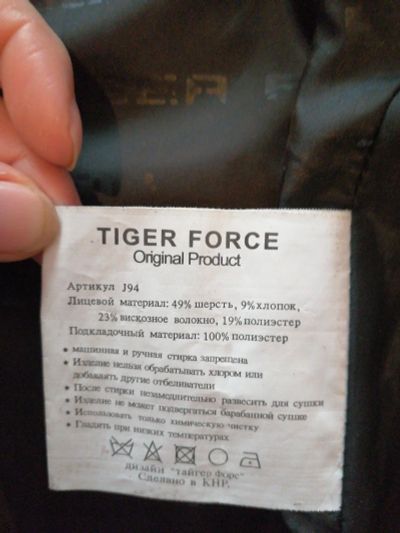 TIGER FORCE
Original Product
Артикул J94
Лицевой материал: 49% шерсть, 9%хлопок,
23% вискозное волокно, 19%полиэстер
Подкладочный материал: 100%полиэстер
• машинная и ручная стирка запрещена
• Изделие нельзя обрабатывать хлором или
добавлять другие отбеливатели
• После стирки незамедлительно развесить для сушки
• Изделие не может подвергаться барабанной сушке
• Использовать только химическую чистку
• Гладить при низких температурах
дизайн "тайгер Форс"
Сделано в КНР.